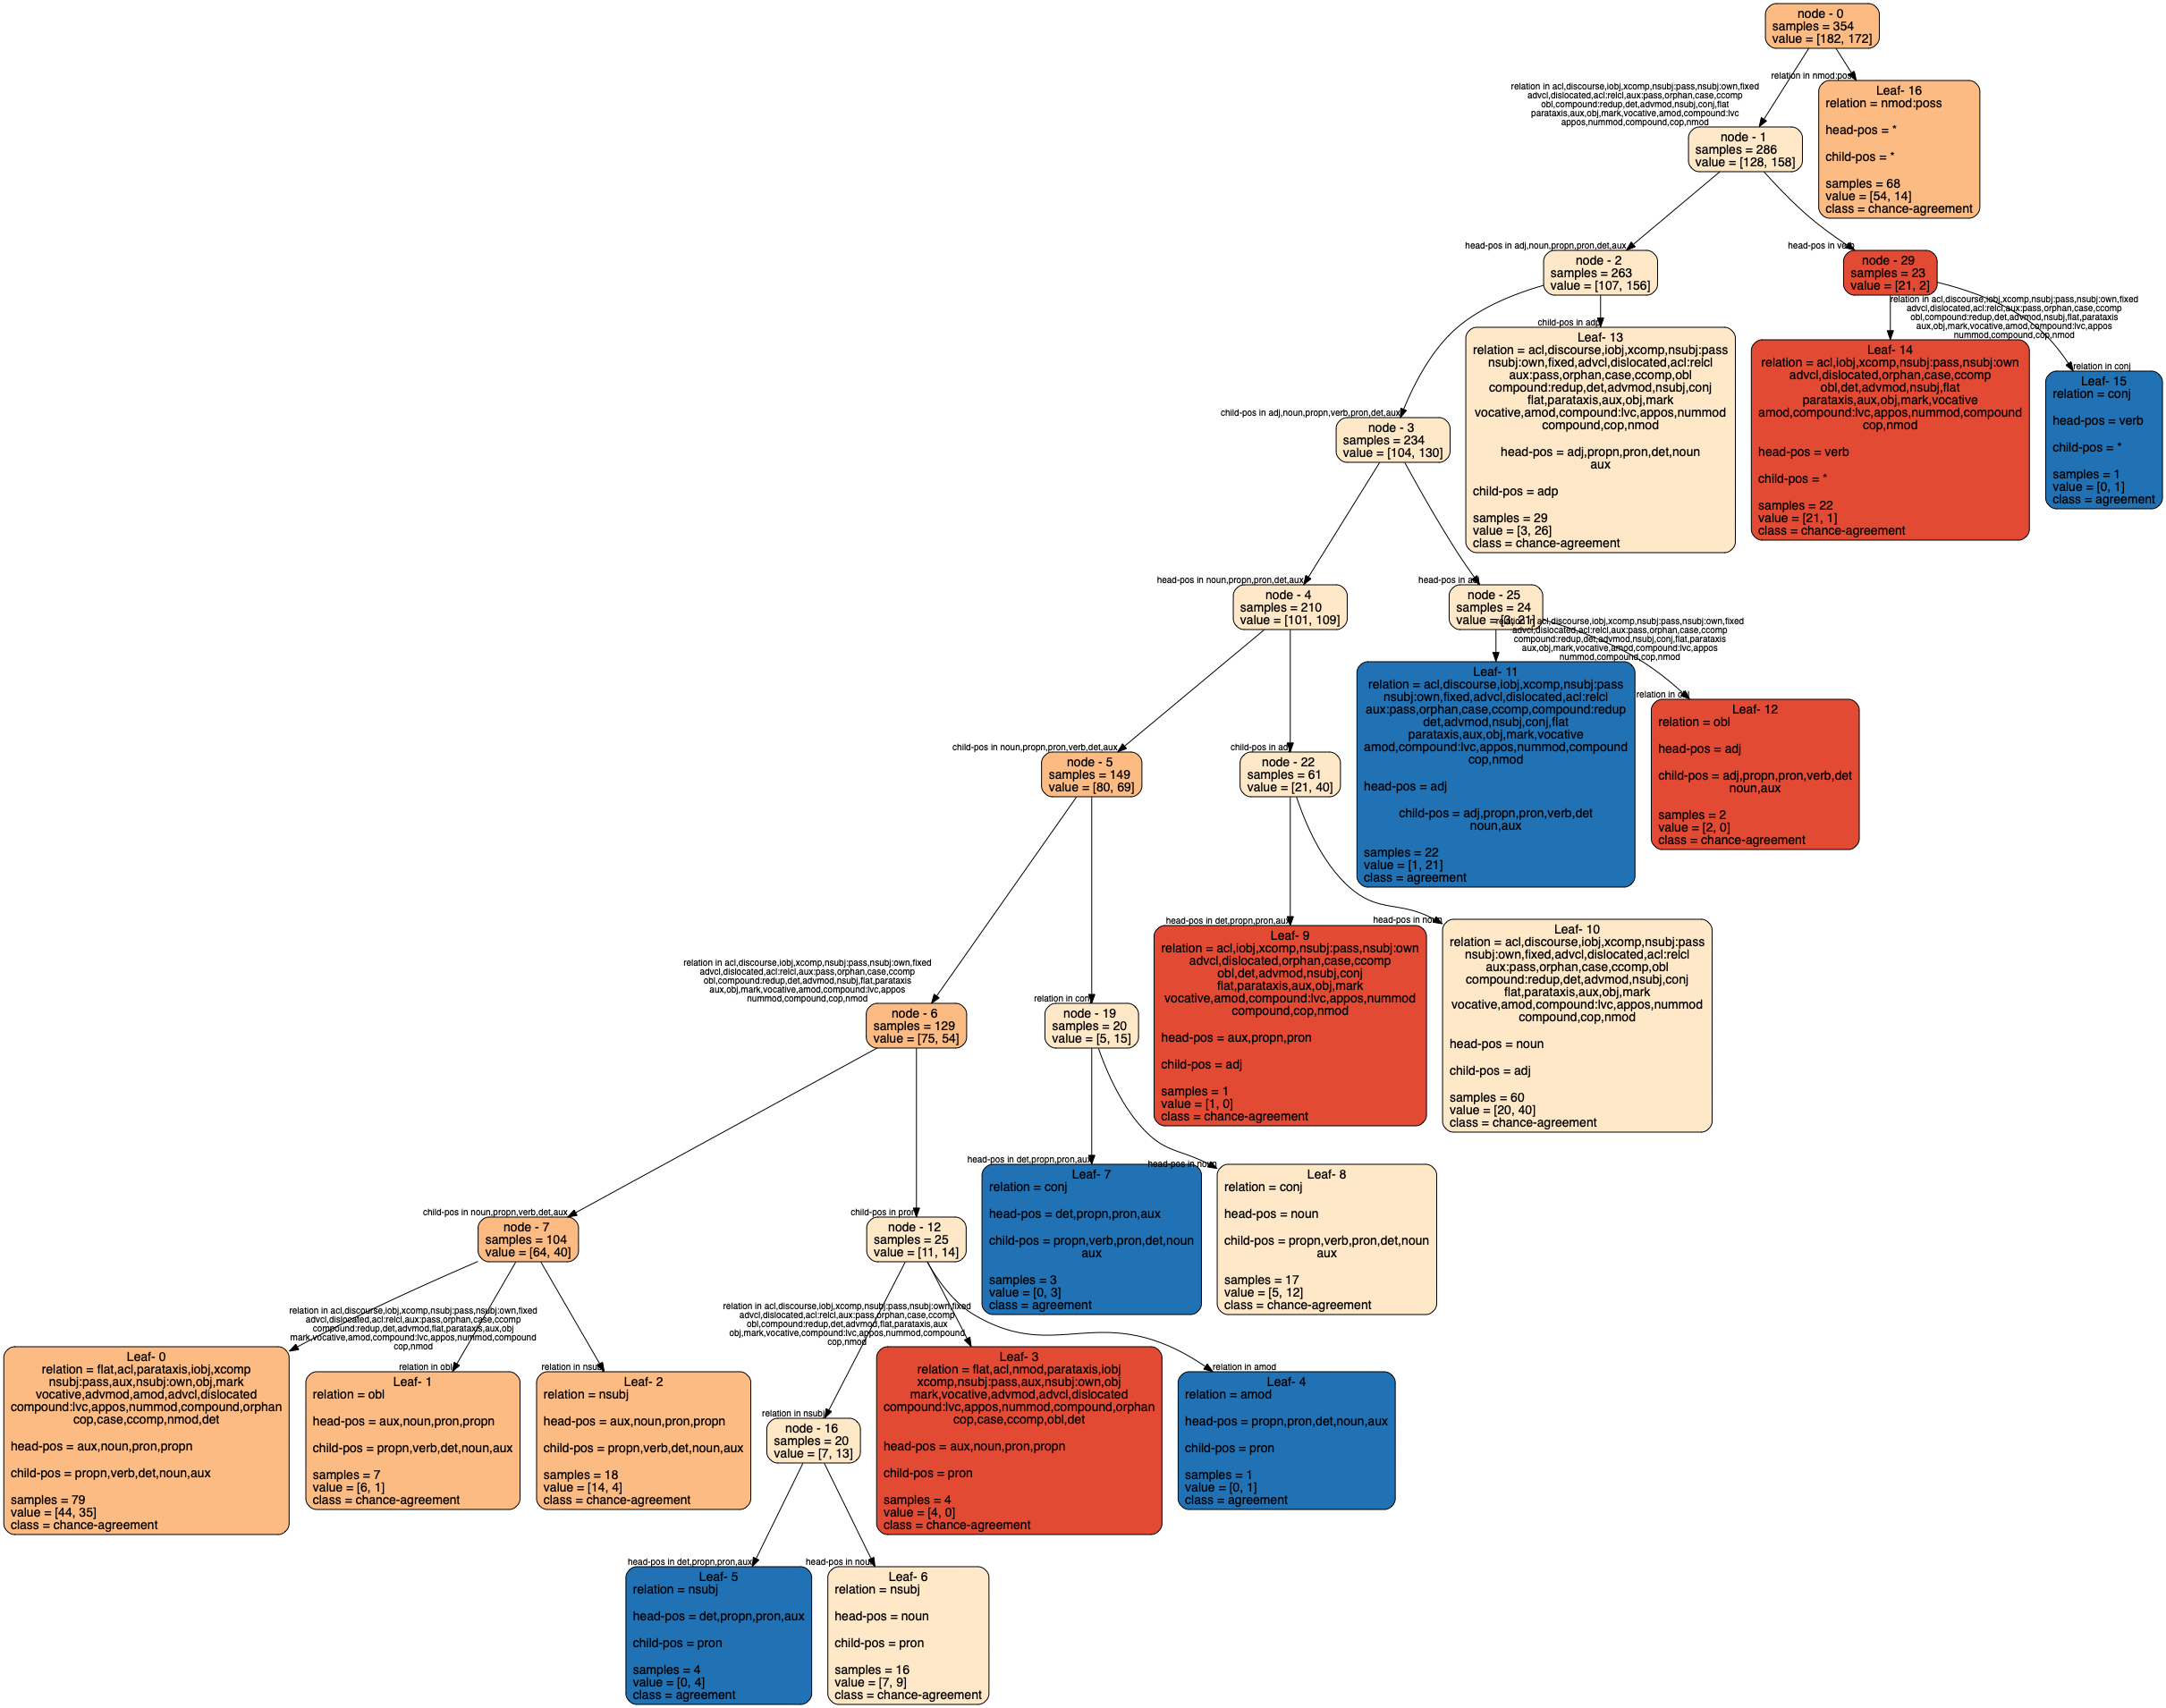 node - 0
samples = 354
value = [182, 172]
relation in acl,discourse,iobj,xcomp,nsubj:pass,nsubj:own,fixed
advcl,dislocated,acl:relcl,aux:pass,orphan,case,ccomp
obl,compound:redup,det,advmod,nsubj,conj,flat
parataxis,aux,obj,mark,vocative,amod,compound:lvc
appos,nummod,compound,cop,nmod
relation in nmod:poss
Leaf- 16
relation = nmod:poss
head-pos = *
child-pos = *
samples = 68
value = [54, 14]
class = chance-agreement
node - 1
samples = 286
value = [128, 158]
head-pos in adj,noun,propn,pron,det,aux
head-pos in verb
node - 2
samples = 263
value = [107, 156]
node - 29
samples = 23
value = [21, 2]
child-pos in adj,noun,propn,verb,pron,det,aux
child-pos in adp
relation in acl,discourse,iobj,xcomp,nsubj:pass,nsubj:own,fixed
advcl,dislocated,acl:relcl,aux:pass,orphan,case,ccomp
obl,compound:redup,det,advmod,nsubj,flat,parataxis
aux,obj,mark,vocative,amod,compound:lvc,appos
nummod,compound,cop,nmod
relation in conj
Leaf- 13
relation = acl,discourse,iobj,xcomp,nsubj:pass
nsubj:own,fixed,advcl,dislocated,acl:relcl
aux:pass,orphan,case,ccomp,obl
compound:redup,det,advmod,nsubj,conj
flat,parataxis,aux,obj,mark
vocative,amod,compound:lvc,appos,nummod
compound,cop,nmod
head-pos = adj,propn,pron,det,noun
aux
child-pos = adp
samples = 29
value = [3, 26]
class = chance-agreement
Leaf- 14
relation = acl,iobj,xcomp,nsubj:pass,nsubj:own
advcl,dislocated,orphan,case,ccomp
obl,det,advmod,nsubj,flat
parataxis,aux,obj,mark,vocative
amod,compound:lvc,appos,nummod,compound
cop,nmod
head-pos = verb
child-pos = *
samples = 22
value = [21, 1]
class = chance-agreement
Leaf- 15
relation = conj
head-pos = verb
child-pos = *
samples = 1
value = [0, 1]
class = agreement
node - 3
samples = 234
value = [104, 130]
head-pos in noun,propn,pron,det,aux
head-pos in adj
node - 4
samples = 210
value = [101, 109]
node - 25
samples = 24
value = [3, 21]
relation in acl,discourse,iobj,xcomp,nsubj:pass,nsubj:own,fixed
advcl,dislocated,acl:relcl,aux:pass,orphan,case,ccomp
compound:redup,det,advmod,nsubj,conj,flat,parataxis
aux,obj,mark,vocative,amod,compound:lvc,appos
nummod,compound,cop,nmod
relation in obl
Leaf- 11
relation = acl,discourse,iobj,xcomp,nsubj:pass
nsubj:own,fixed,advcl,dislocated,acl:relcl
aux:pass,orphan,case,ccomp,compound:redup
det,advmod,nsubj,conj,flat
parataxis,aux,obj,mark,vocative
amod,compound:lvc,appos,nummod,compound
cop,nmod
head-pos = adj
child-pos = adj,propn,pron,verb,det
noun,aux
samples = 22
value = [1, 21]
class = agreement
Leaf- 12
relation = obl
head-pos = adj
child-pos = adj,propn,pron,verb,det
noun,aux
samples = 2
value = [2, 0]
class = chance-agreement
child-pos in noun,propn,pron,verb,det,aux
child-pos in adj
node - 5
samples = 149
value = [80, 69]
node - 22
samples = 61
value = [21, 40]
head-pos in det,propn,pron,aux
head-pos in noun
Leaf- 9
relation = acl,iobj,xcomp,nsubj:pass,nsubj:own
advcl,dislocated,orphan,case,ccomp
obl,det,advmod,nsubj,conj
flat,parataxis,aux,obj,mark
vocative,amod,compound:lvc,appos,nummod
compound,cop,nmod
head-pos = aux,propn,pron
child-pos = adj
samples = 1
value = [1, 0]
class = chance-agreement
Leaf- 10
relation = acl,discourse,iobj,xcomp,nsubj:pass
nsubj:own,fixed,advcl,dislocated,acl:relcl
aux:pass,orphan,case,ccomp,obl
compound:redup,det,advmod,nsubj,conj
flat,parataxis,aux,obj,mark
vocative,amod,compound:lvc,appos,nummod
compound,cop,nmod
head-pos = noun
child-pos = adj
samples = 60
value = [20, 40]
class = chance-agreement
relation in acl,discourse,iobj,xcomp,nsubj:pass,nsubj:own,fixed
advcl,dislocated,acl:relcl,aux:pass,orphan,case,ccomp
obl,compound:redup,det,advmod,nsubj,flat,parataxis
aux,obj,mark,vocative,amod,compound:lvc,appos
nummod,compound,cop,nmod
relation in conj
node - 6
samples = 129
value = [75, 54]
node - 19
samples = 20
value = [5, 15]
head-pos in det,propn,pron,aux
head-pos in noun
Leaf- 7
relation = conj
head-pos = det,propn,pron,aux
child-pos = propn,verb,pron,det,noun
aux
samples = 3
value = [0, 3]
class = agreement
Leaf- 8
relation = conj
head-pos = noun
child-pos = propn,verb,pron,det,noun
aux
samples = 17
value = [5, 12]
class = chance-agreement
child-pos in noun,propn,verb,det,aux
child-pos in pron
node - 7
samples = 104
value = [64, 40]
node - 12
samples = 25
value = [11, 14]
relation in acl,discourse,iobj,xcomp,nsubj:pass,nsubj:own,fixed
advcl,dislocated,acl:relcl,aux:pass,orphan,case,ccomp
compound:redup,det,advmod,flat,parataxis,aux,obj
mark,vocative,amod,compound:lvc,appos,nummod,compound
cop,nmod
relation in obl
relation in nsubj
relation in acl,discourse,iobj,xcomp,nsubj:pass,nsubj:own,fixed
advcl,dislocated,acl:relcl,aux:pass,orphan,case,ccomp
obl,compound:redup,det,advmod,flat,parataxis,aux
obj,mark,vocative,compound:lvc,appos,nummod,compound
cop,nmod
relation in nsubj
relation in amod
Leaf- 0
relation = flat,acl,parataxis,iobj,xcomp
nsubj:pass,aux,nsubj:own,obj,mark
vocative,advmod,amod,advcl,dislocated
compound:lvc,appos,nummod,compound,orphan
cop,case,ccomp,nmod,det
head-pos = aux,noun,pron,propn
child-pos = propn,verb,det,noun,aux
samples = 79
value = [44, 35]
class = chance-agreement
Leaf- 1
relation = obl
head-pos = aux,noun,pron,propn
child-pos = propn,verb,det,noun,aux
samples = 7
value = [6, 1]
class = chance-agreement
Leaf- 2
relation = nsubj
head-pos = aux,noun,pron,propn
child-pos = propn,verb,det,noun,aux
samples = 18
value = [14, 4]
class = chance-agreement
node - 16
samples = 20
value = [7, 13]
Leaf- 3
relation = flat,acl,nmod,parataxis,iobj
xcomp,nsubj:pass,aux,nsubj:own,obj
mark,vocative,advmod,advcl,dislocated
compound:lvc,appos,nummod,compound,orphan
cop,case,ccomp,obl,det
head-pos = aux,noun,pron,propn
child-pos = pron
samples = 4
value = [4, 0]
class = chance-agreement
Leaf- 4
relation = amod
head-pos = propn,pron,det,noun,aux
child-pos = pron
samples = 1
value = [0, 1]
class = agreement
head-pos in det,propn,pron,aux
head-pos in noun
Leaf- 5
relation = nsubj
head-pos = det,propn,pron,aux
child-pos = pron
samples = 4
value = [0, 4]
class = agreement
Leaf- 6
relation = nsubj
head-pos = noun
child-pos = pron
samples = 16
value = [7, 9]
class = chance-agreement